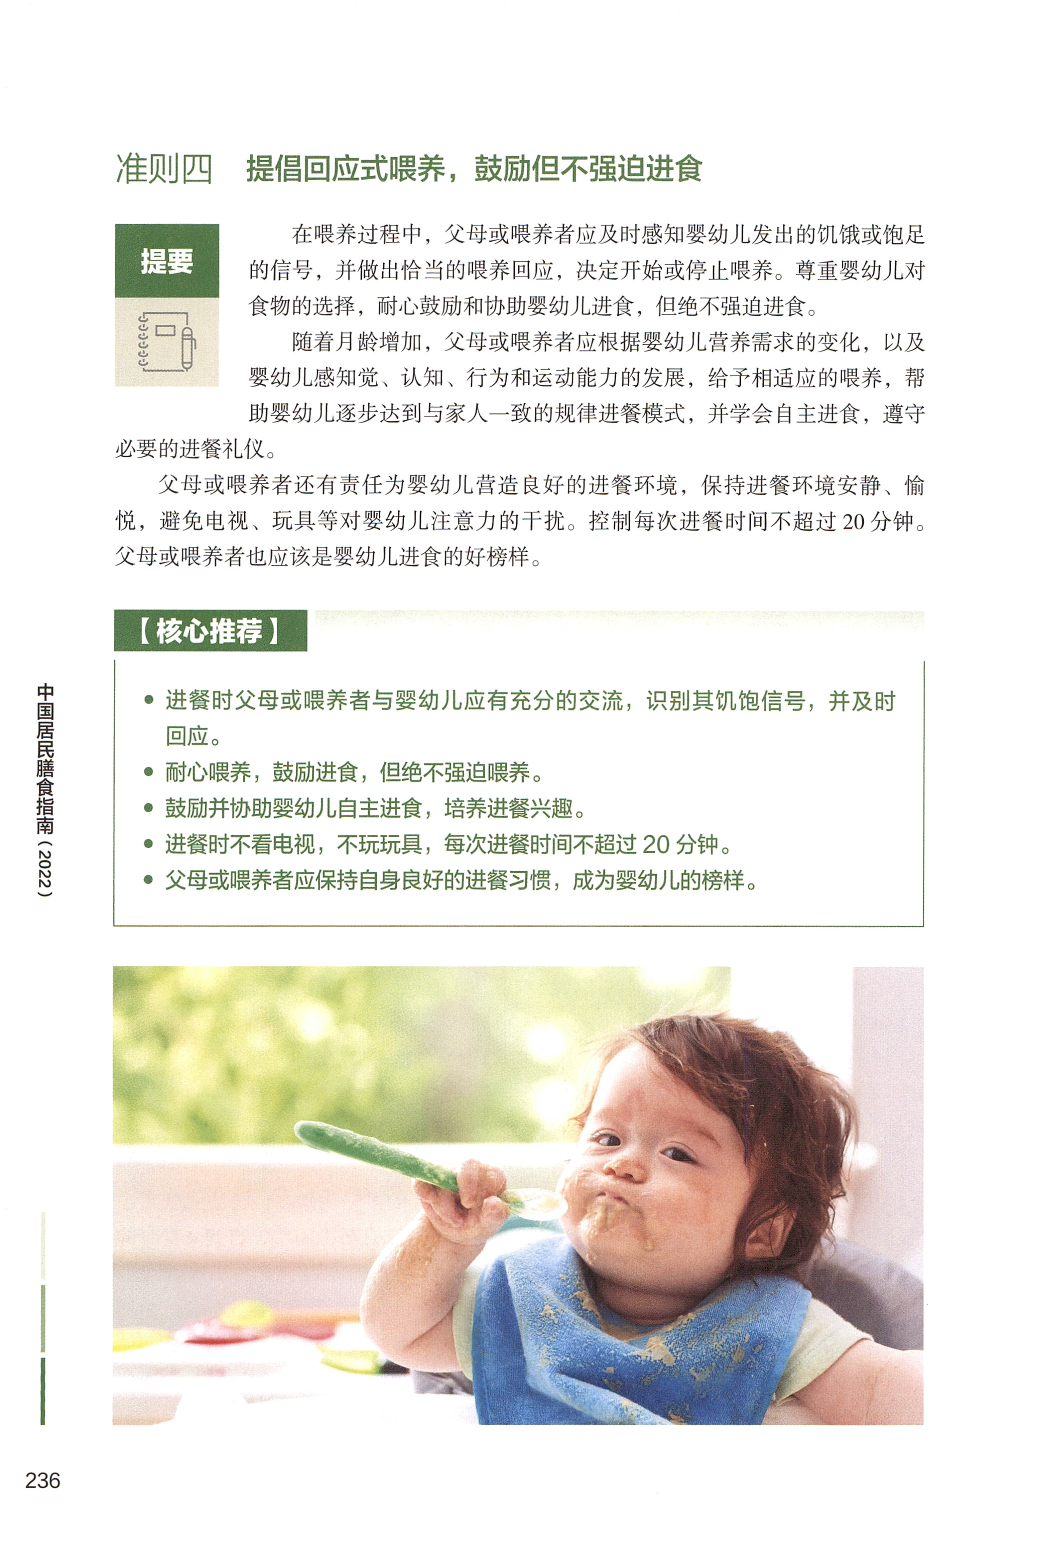 准则四 提倡回应式喂养，鼓励但不强迫进食
提要
在喂养过程中，父母或喂养者应及时感知婴幼儿发出的饥饿或饱足
的信号，并做出恰当的喂养回应，决定开始或停止喂养。尊重婴幼儿对
食物的选择，耐心鼓励和协助婴幼儿进食，但绝不强迫进食。
随着月龄增加，父母或喂养者应根据婴幼儿营养需求的变化，以及
婴幼儿感知觉、认知、行为和运动能力的发展，给予相适应的喂养，帮
助婴幼儿逐步达到与家人一致的规律进餐模式，并学会自主进食，遵守
必要的进餐礼仪。
父母或喂养者还有责任为婴幼儿营造良好的进餐环境，保持进餐环境安静、愉
悦，避免电视、玩具等对婴幼儿注意力的干扰。控制每次进餐时间不超过 20 分钟。
父母或喂养者也应该是婴幼儿进食的好榜样。
【核心推荐】
● 进餐时父母或喂养者与婴幼儿应有充分的交流，识别其饥饱信号，并及时
回应。
● 耐心喂养，鼓励进食，但绝不强迫喂养。
● 鼓励并协助婴幼儿自主进食，培养进餐兴趣。
● 进餐时不看电视，不玩玩具，每次进餐时间不超过 20 分钟。
● 父母或喂养者应保持自身良好的进餐习惯，成为婴幼儿的榜样。
中国居民膳食指南（2022）
236